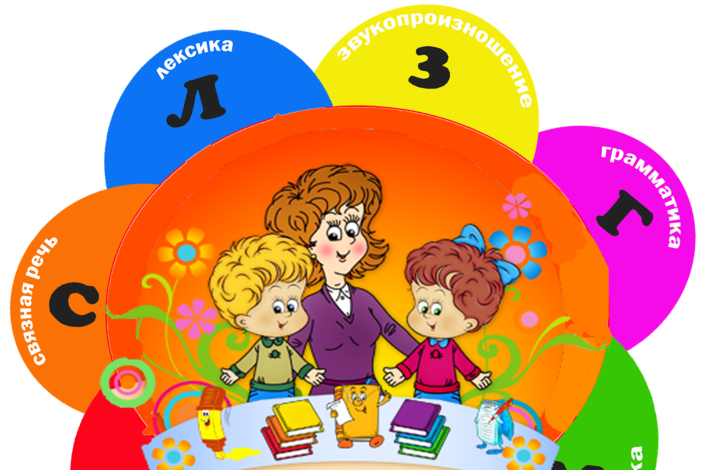 связная речь
С
лексика
Л
звукопроизношение
З
грамматика
Г